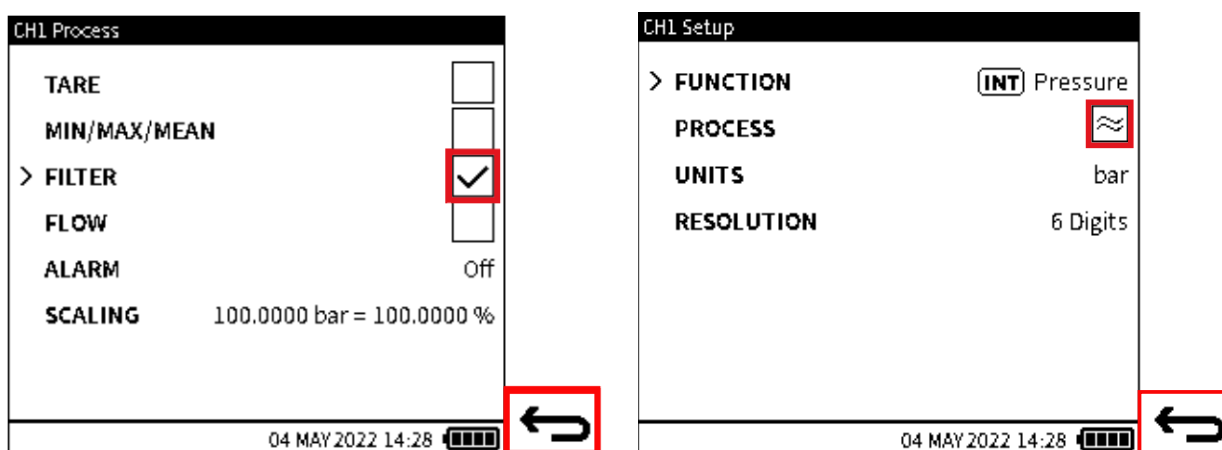 CH1 Process
TARE
MIN/MAX/MEAN
> FILTER
FLOW
ALARM Off
SCALING 100.0000 bar = 100.0000 %
04 MAY 2022 14:28
CH1 Setup
> FUNCTION INT Pressure
PROCESS
UNITS bar
RESOLUTION 6 Digits
04 MAY 2022 14:28